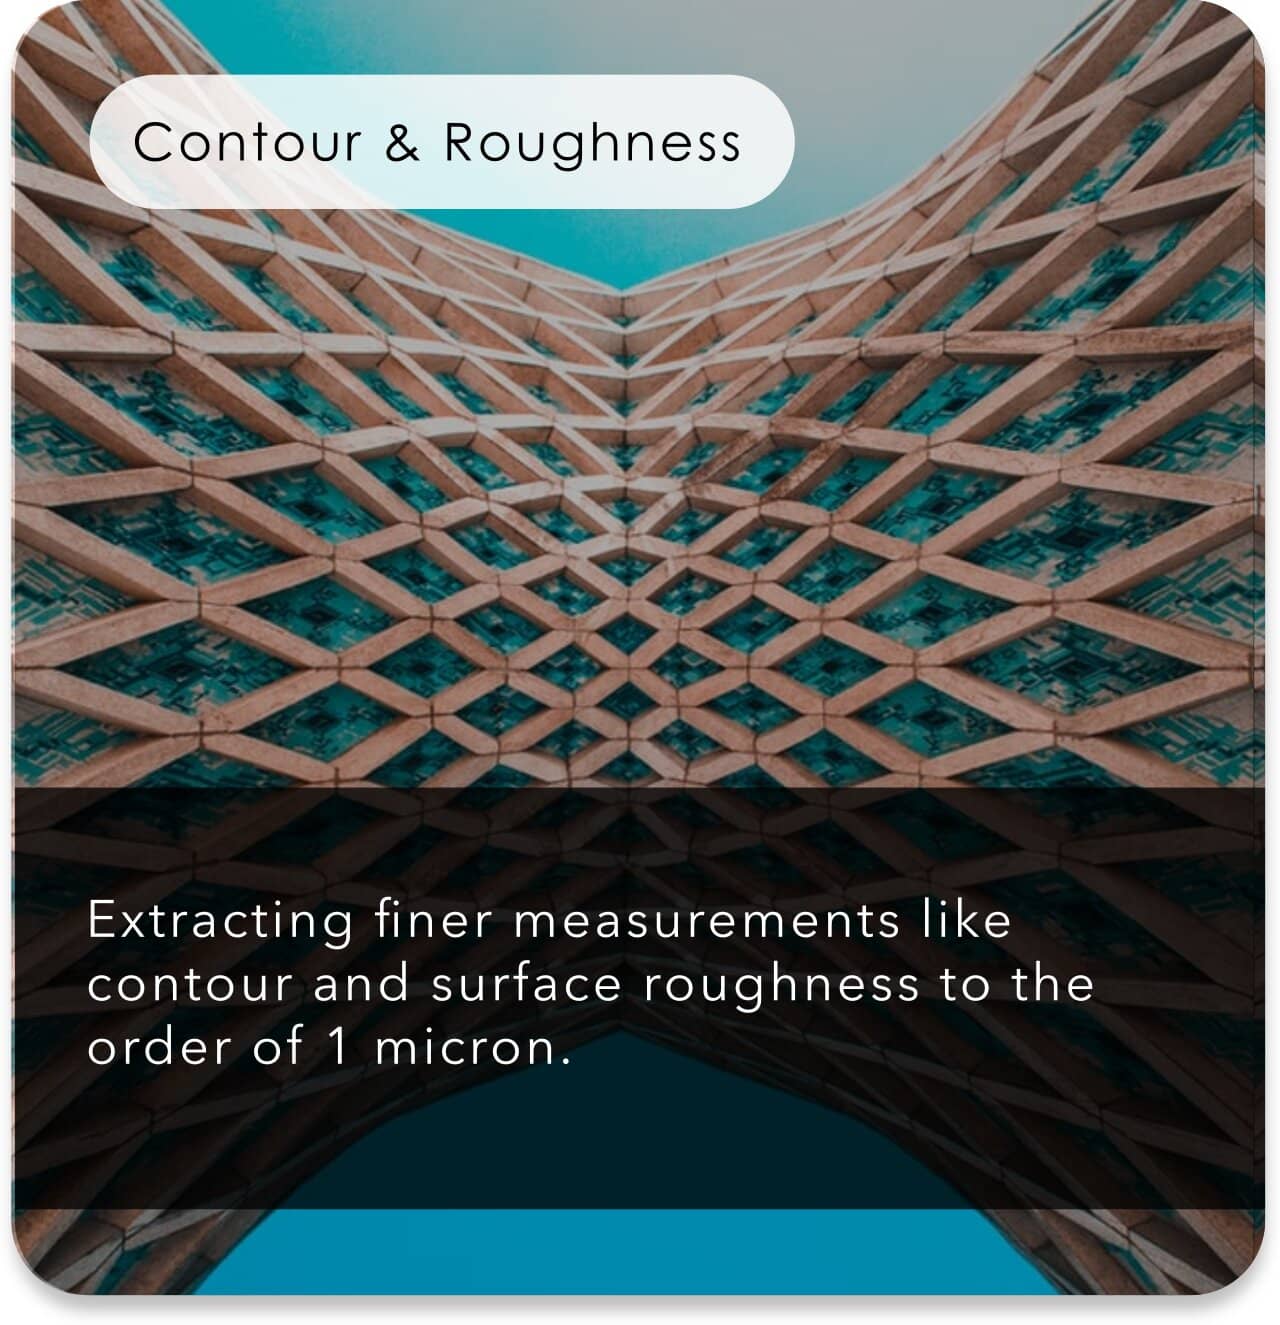 Contour & Roughness
Extracting finer measurements like
contour and surface roughness to the
order of 1 micron.